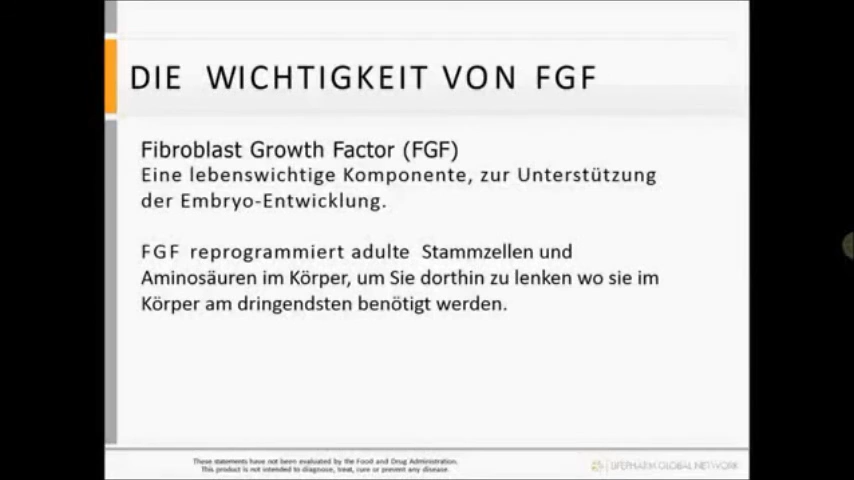 DIE WICHTIGKEIT VON FGF
Fibroblast Growth Factor (FGF)
Eine lebenswichtige Komponente, zur Unterstützung
der Embryo-Entwicklung.
FGF reprogrammiert adulte Stammzellen und
Aminosäuren im Körper, um Sie dorthin zu lenken wo sie im
Körper am dringendsten benötigt werden.
These statements have not been evaluated by the Food and Drug Administration.
This product is not intended to diagnose, treat, cure or prevent any disease.
LIFEPHARM GLOBAL NETWORK